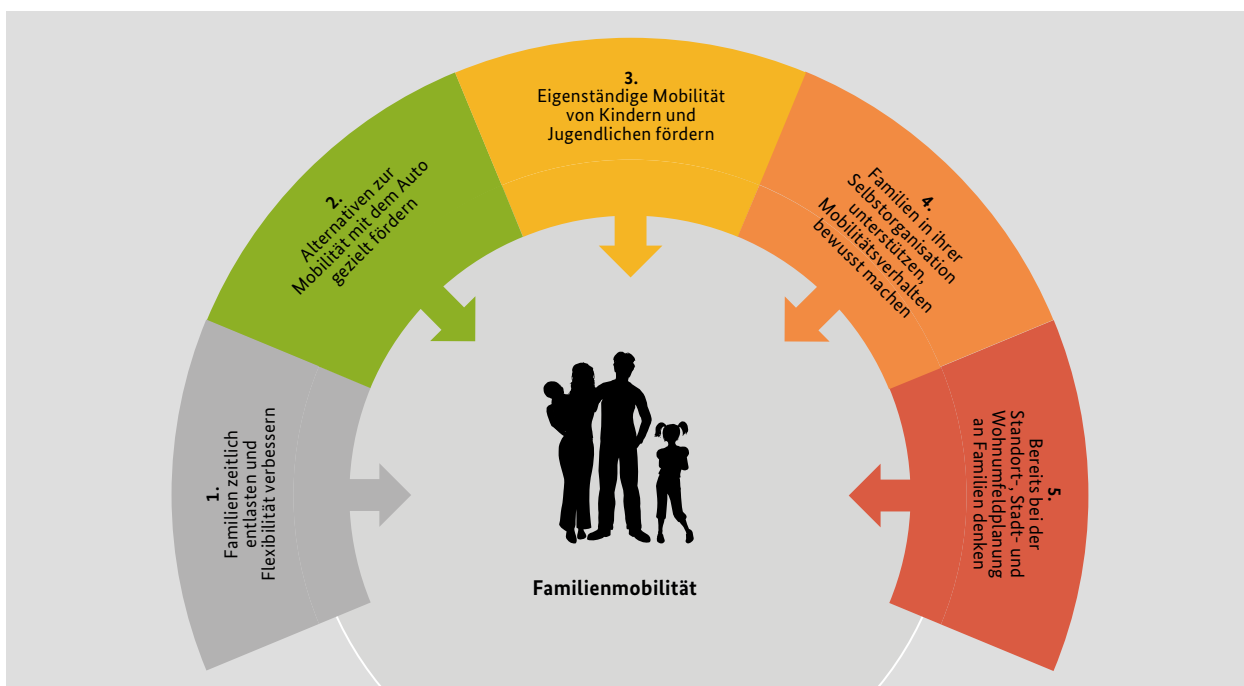 1.
Familien zeitlich
entlasten und
Flexibilität verbessern
2.
Alternativen zur
Mobilität mit dem Auto
gezielt fördern
3.
Eigenständige Mobilität
von Kindern und
Jugendlichen fördern
4.
Familien in ihrer
Selbstorganisation
unterstützen,
Mobilitätsverhalten
bewusst machen
5.
Bereits bei der
Standort-, Stadt- und
Wohnumfeldplanung
an Familien denken
Familienmobilität